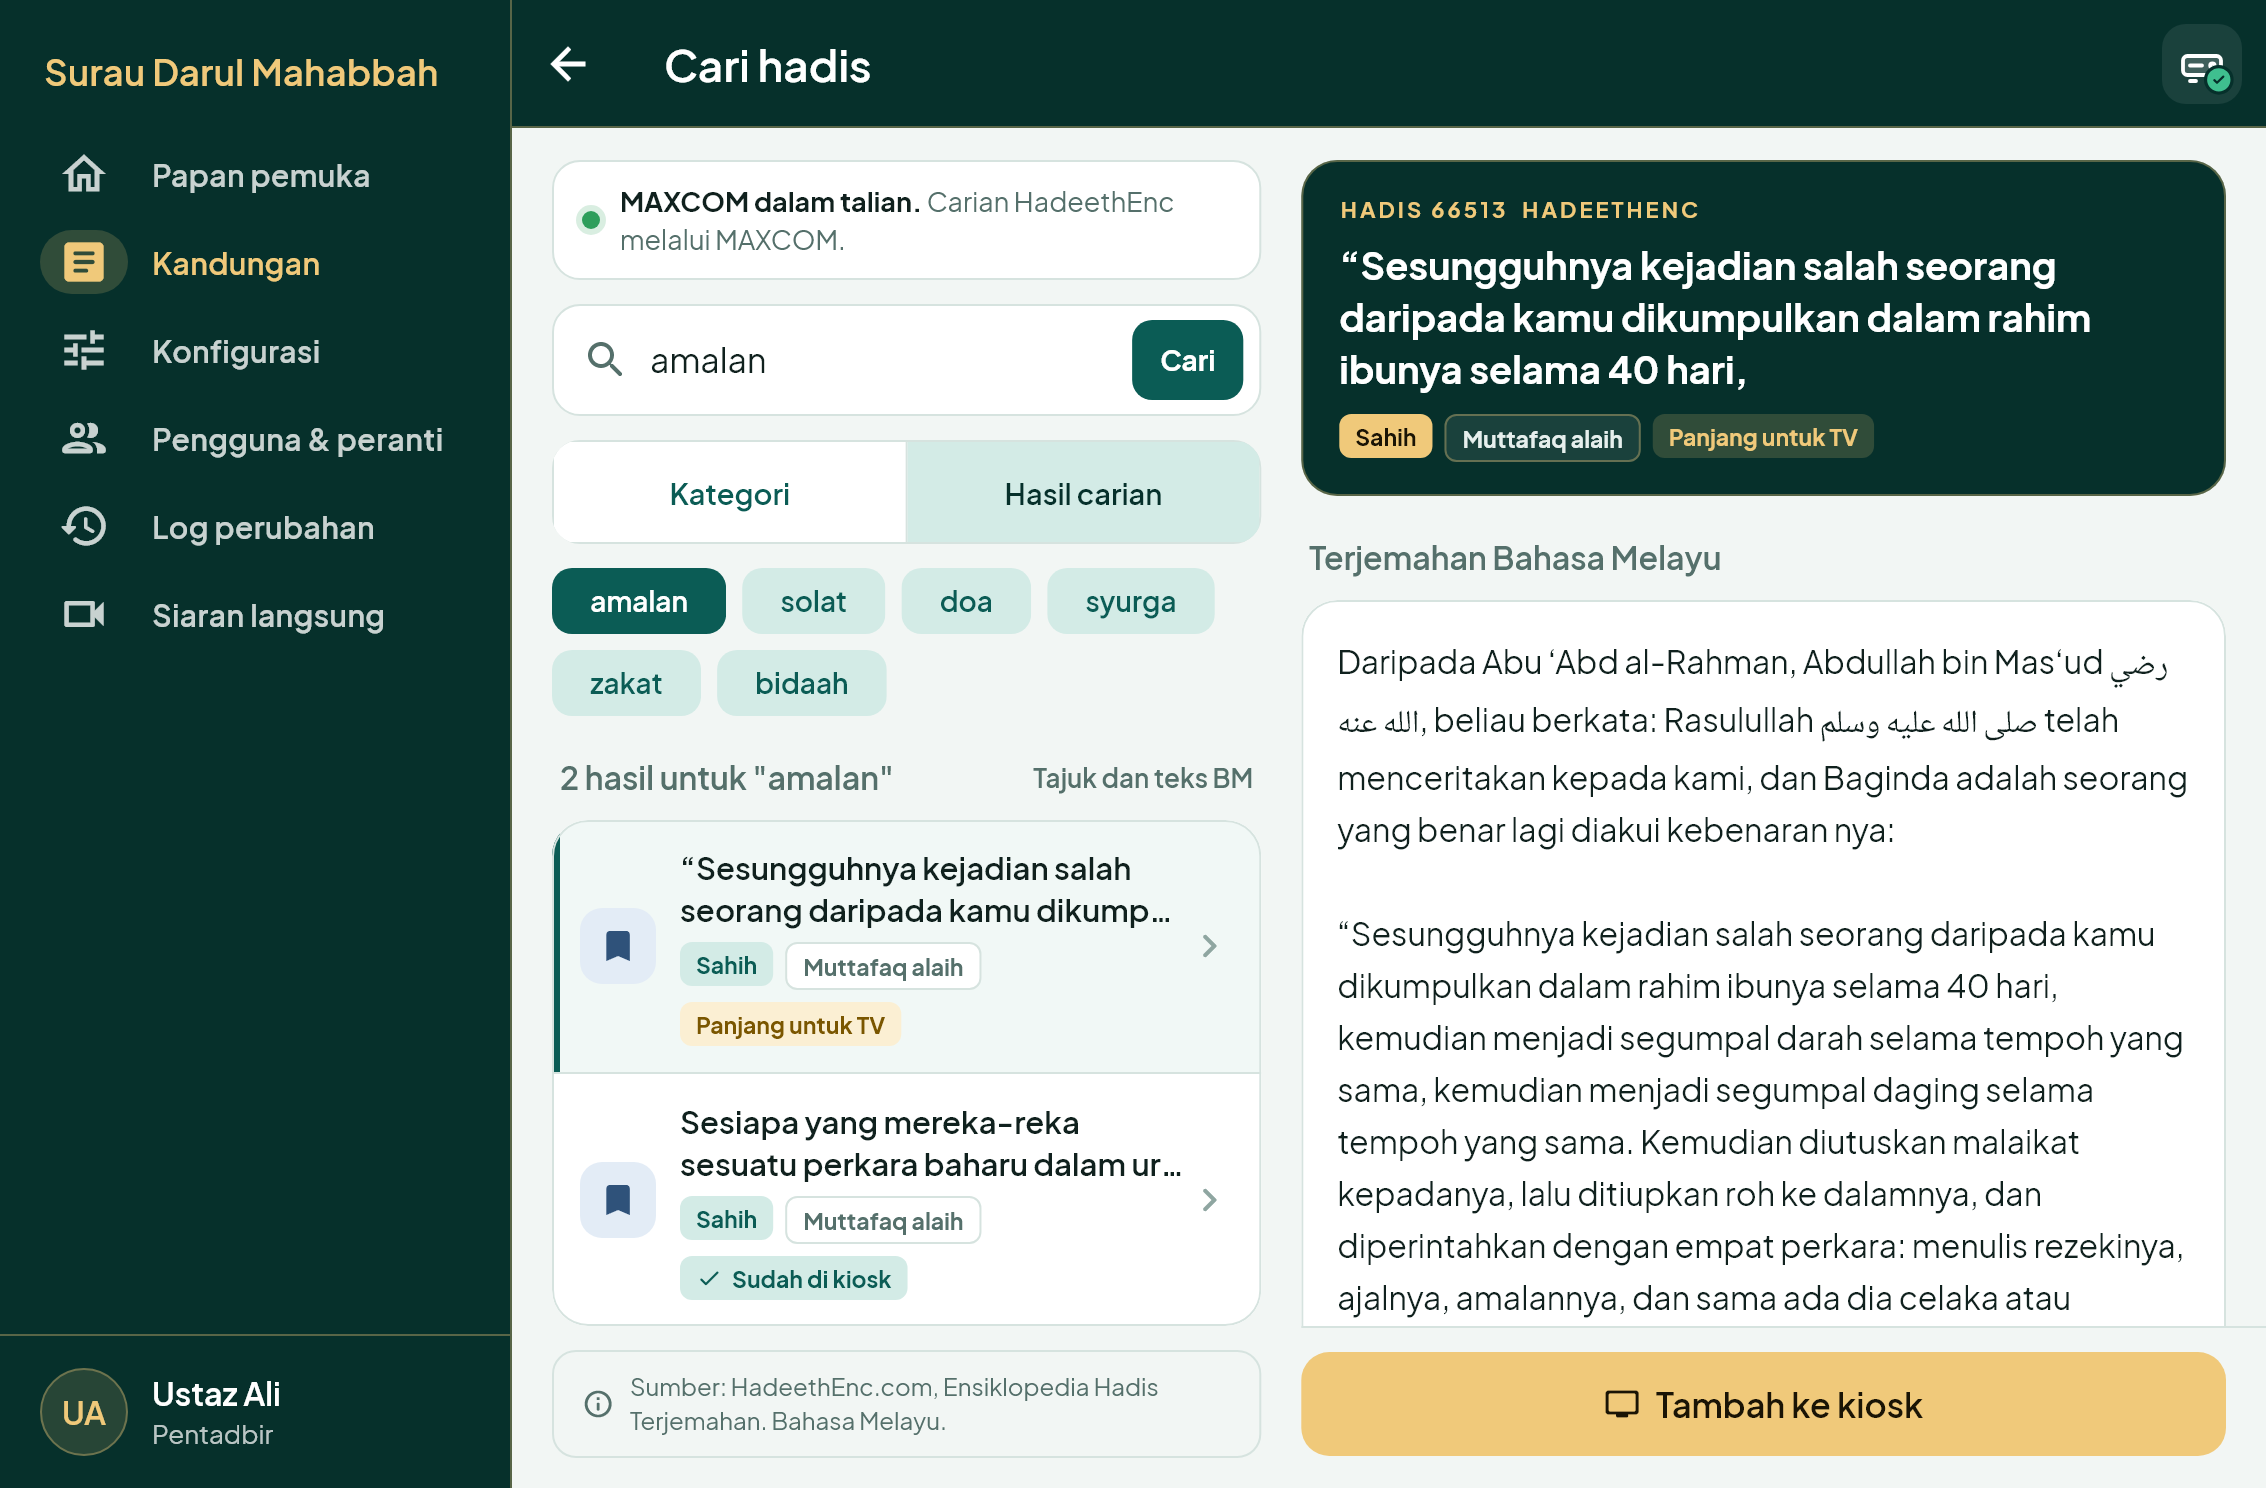 Surau Darul Mahabbah
Papan pemuka
Kandungan
Konfigurasi
Pengguna & peranti
Log perubahan
Siaran langsung
UA
Ustaz Ali
Pentadbir
Cari hadis
MAXCOM dalam talian. Carian HadeethEnc
melalui MAXCOM.
amalan
Cari
Kategori
Hasil carian
amalan
solat
doa
syurga
zakat
bidaah
2 hasil untuk "amalan"
Tajuk dan teks BM
“Sesungguhnya kejadian salah
seorang daripada kamu dikump...
Sahih
Muttafaq alaih
Panjang untuk TV
Sesiapa yang mereka-reka
sesuatu perkara baharu dalam ur...
Sahih
Muttafaq alaih
Sudah di kiosk
Sumber: HadeethEnc.com, Ensiklopedia Hadis
Terjemahan. Bahasa Melayu.
HADIS 66513 HADEETHENC
“Sesungguhnya kejadian salah seorang
daripada kamu dikumpulkan dalam rahim
ibunya selama 40 hari,
Sahih
Muttafaq alaih
Panjang untuk TV
Terjemahan Bahasa Melayu
Daripada Abu ‘Abd al-Rahman, Abdullah bin Mas‘ud رضي
الله عنه, beliau berkata: Rasulullah صلى الله عليه وسلم telah
menceritakan kepada kami, dan Baginda adalah seorang
yang benar lagi diakui kebenaran nya:
“Sesungguhnya kejadian salah seorang daripada kamu
dikumpulkan dalam rahim ibunya selama 40 hari,
kemudian menjadi segumpal darah selama tempoh yang
sama, kemudian menjadi segumpal daging selama
tempoh yang sama. Kemudian diutuskan malaikat
kepadanya, lalu ditiupkan roh ke dalamnya, dan
diperintahkan dengan empat perkara: menulis rezekinya,
ajalnya, amalannya, dan sama ada dia celaka atau
Tambah ke kiosk